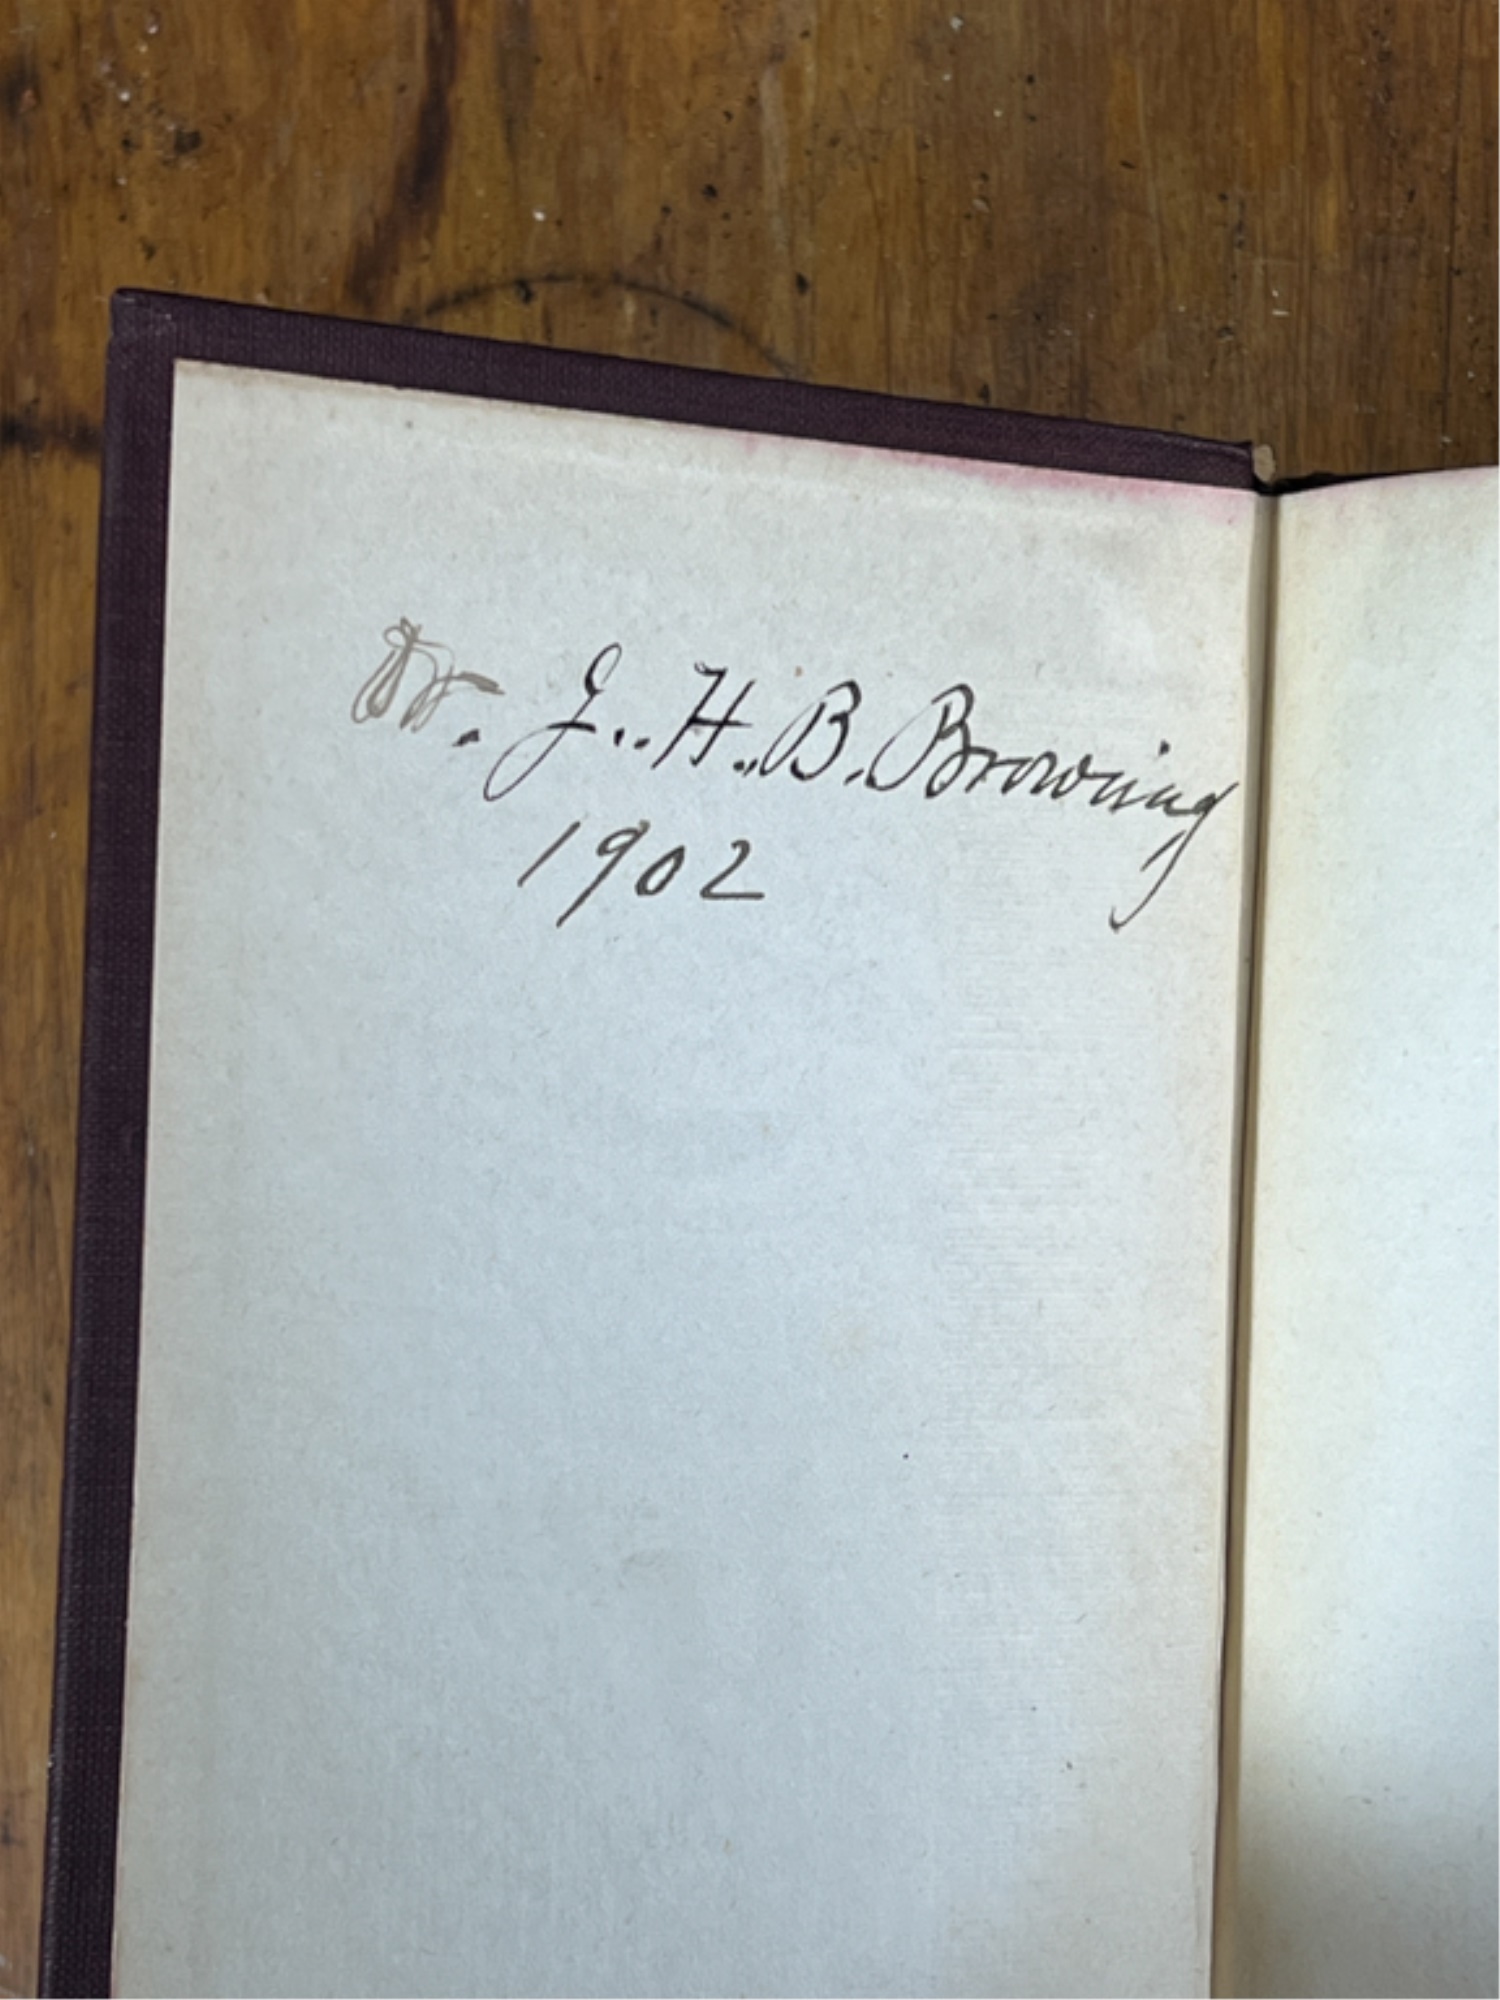 Dr. J. H. B. Browning
1902